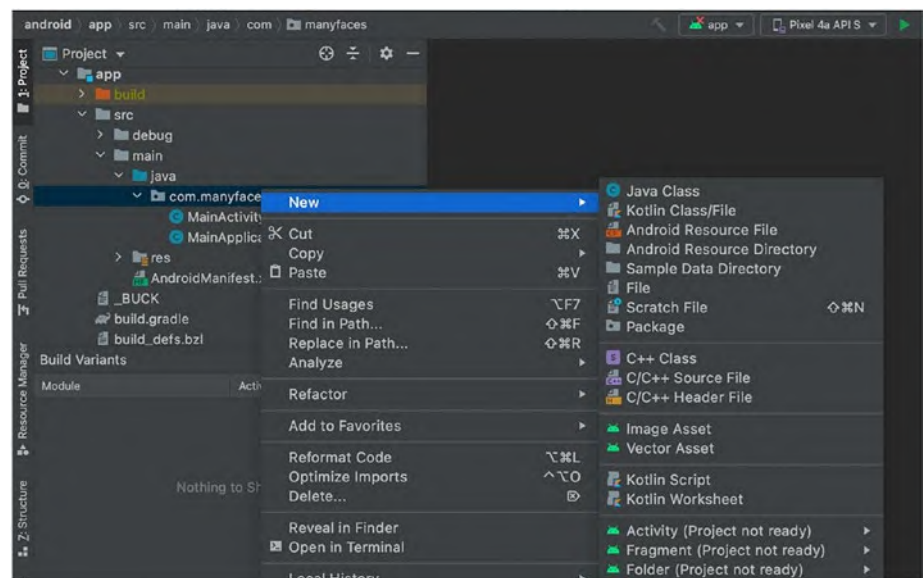 android app src main java com manyfaces
app
Pixel 4a API S
1: Project
Project
app
build
src
debug
main
java
com.manyface
MainActivity
MainApplica
res
AndroidManifest.
_BUCK
build.gradle
build_defs.bzl
0: Commit
Pull Requests
Resource Manager
Z: Structure
Build Variants
Module
Activ
Nothing to Sh
New
Cut ⌘X
Copy
Paste ⌘V
Find Usages ⌥F7
Find in Path... ⇧⌘F
Replace in Path... ⇧⌘R
Analyze
Refactor
Add to Favorites
Reformat Code ⌥⌘L
Optimize Imports ^⌥O
Delete... ⌦
Reveal in Finder
Open in Terminal
Local History
Java Class
Kotlin Class/File
Android Resource File
Android Resource Directory
Sample Data Directory
File
Scratch File ⇧⌘N
Package
C++ Class
C/C++ Source File
C/C++ Header File
Image Asset
Vector Asset
Kotlin Script
Kotlin Worksheet
Activity (Project not ready)
Fragment (Project not ready)
Folder (Project not ready)